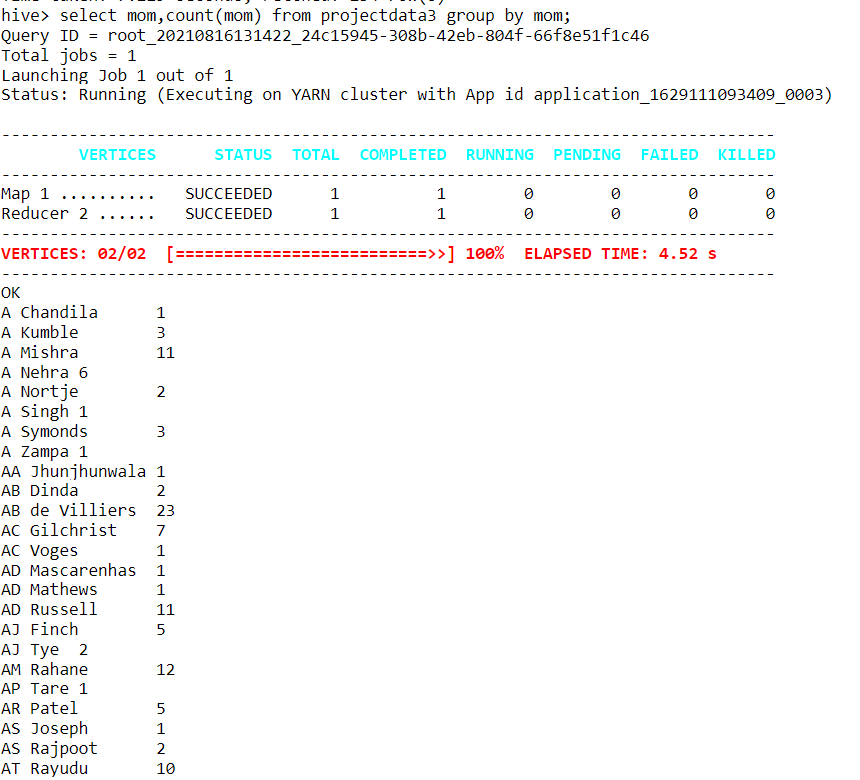 hive> select mom,count(mom) from projectdata3 group by mom;
Query ID = root_20210816131422_24c15945-308b-42eb-804f-66f8e51f1c46
Total jobs = 1
Launching Job 1 out of 1
Status: Running (Executing on YARN cluster with App id application_1629111093409_0003)
--------------------------------------------------------------------------------
VERTICES STATUS TOTAL COMPLETED RUNNING PENDING FAILED KILLED
--------------------------------------------------------------------------------
Map 1 .......... SUCCEEDED 1 1 0 0 0 0
Reducer 2 ...... SUCCEEDED 1 1 0 0 0 0
--------------------------------------------------------------------------------
VERTICES: 02/02 [==========================>>] 100% ELAPSED TIME: 4.52 s
--------------------------------------------------------------------------------
OK
A Chandila 1
A Kumble 3
A Mishra 11
A Nehra 6
A Nortje 2
A Singh 1
A Symonds 3
A Zampa 1
AA Jhunjhunwala 1
AB Dinda 2
AB de Villiers 23
AC Gilchrist 7
AC Voges 1
AD Mascarenhas 1
AD Mathews 1
AD Russell 11
AJ Finch 5
AJ Tye 2
AM Rahane 12
AP Tare 1
AR Patel 5
AS Joseph 1
AS Rajpoot 2
AT Rayudu 10